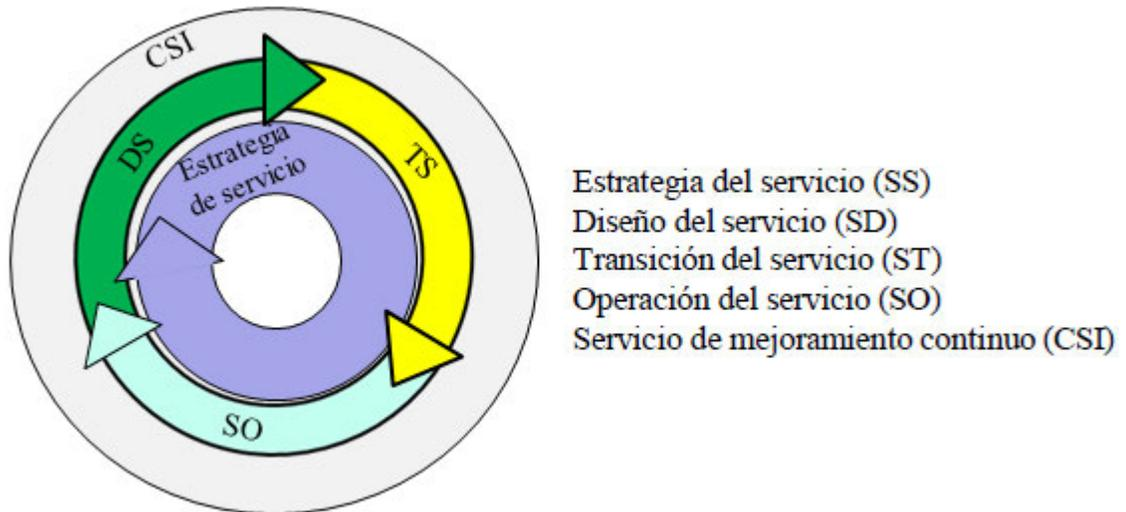 CSI
DS
Estrategia
de servicio
TS
SO
Estrategia del servicio (SS)
Diseño del servicio (SD)
Transición del servicio (ST)
Operación del servicio (SO)
Servicio de mejoramiento continuo (CSI)